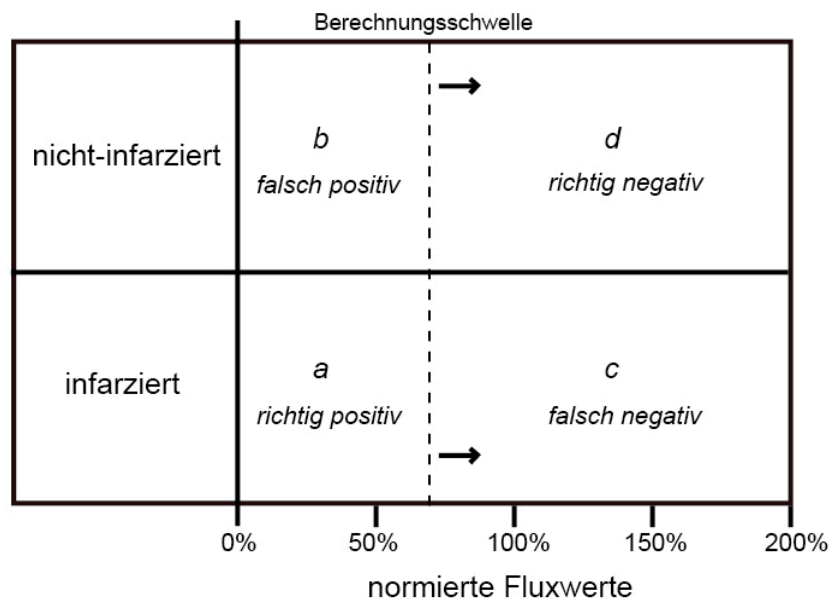 Berechnungsschwelle
nicht-infarziert
b
falsch positiv
d
richtig negativ
infarziert
a
richtig positiv
c
falsch negativ
0% 50% 100% 150% 200%
normierte Fluxwerte